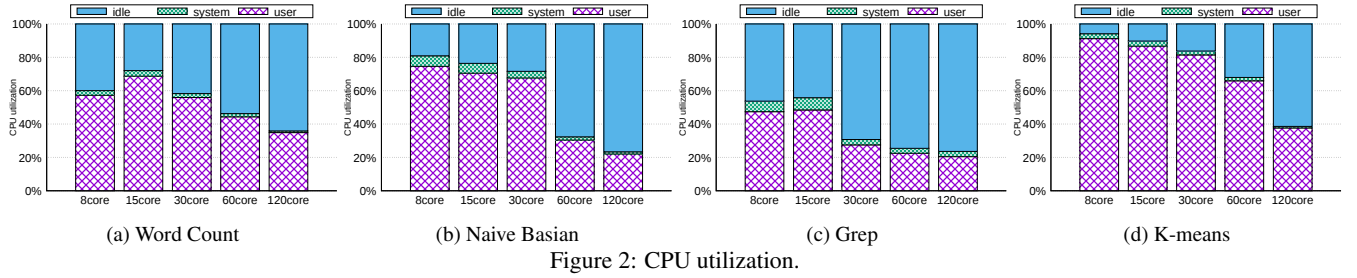 idle system user
100%
80%
60%
40%
20%
0%
CPU utilization
8core 15core 30core 60core 120core
(a) Word Count
idle system user
100%
80%
60%
40%
20%
0%
CPU utilization
8core 15core 30core 60core 120core
(b) Naive Basian
idle system user
100%
80%
60%
40%
20%
0%
CPU utilization
8core 15core 30core 60core 120core
(c) Grep
idle system user
100%
80%
60%
40%
20%
0%
CPU utilization
8core 15core 30core 60core 120core
(d) K-means
Figure 2: CPU utilization.